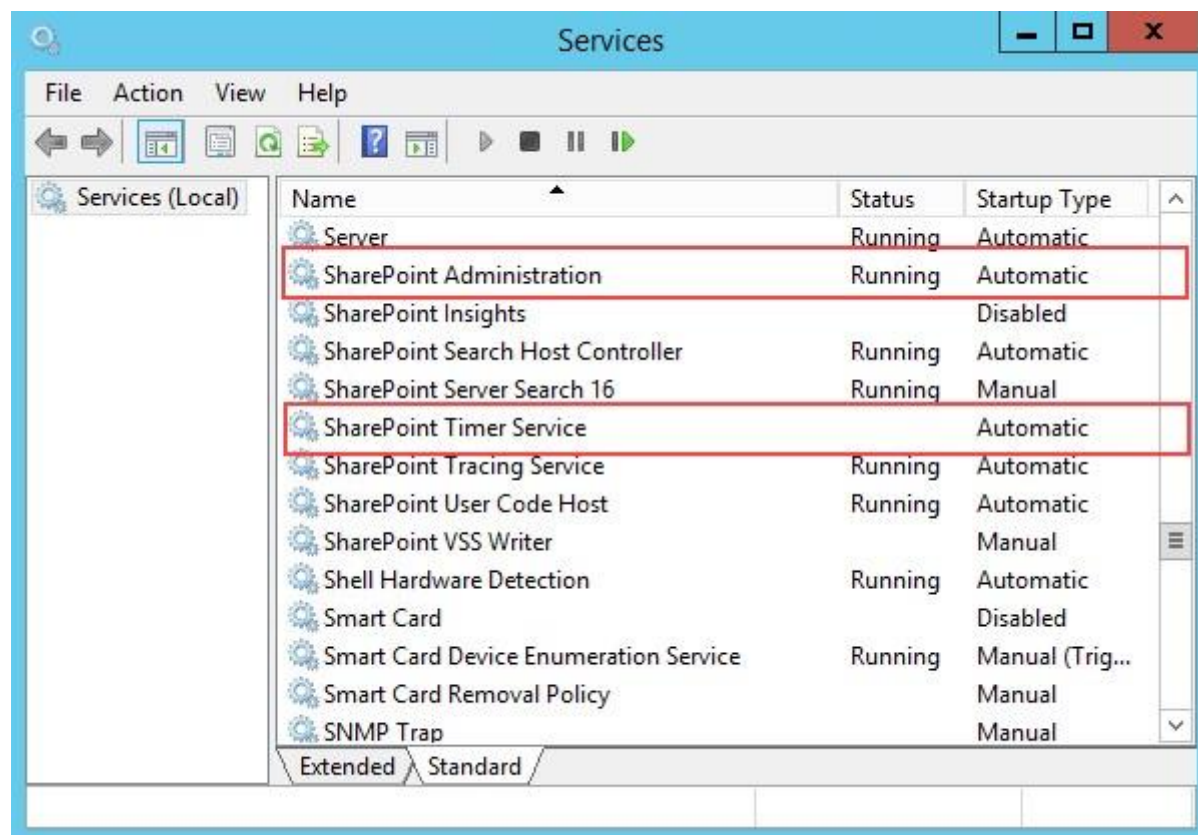 Services
File Action View Help
Services (Local)
Name Status Startup Type
Server Running Automatic
SharePoint Administration Running Automatic
SharePoint Insights Disabled
SharePoint Search Host Controller Running Automatic
SharePoint Server Search 16 Running Manual
SharePoint Timer Service Automatic
SharePoint Tracing Service Running Automatic
SharePoint User Code Host Running Automatic
SharePoint VSS Writer Manual
Shell Hardware Detection Running Automatic
Smart Card Disabled
Smart Card Device Enumeration Service Running Manual (Trig...
Smart Card Removal Policy Manual
SNMP Trap Manual
Extended Standard